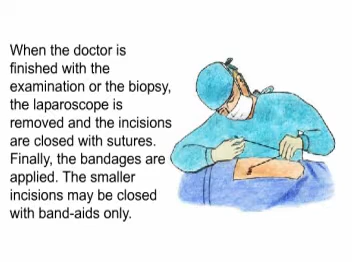 When the doctor is
finished with the
examination or the biopsy,
the laparoscope is
removed and the incisions
are closed with sutures.
Finally, the bandages are
applied. The smaller
incisions may be closed
with band-aids only.